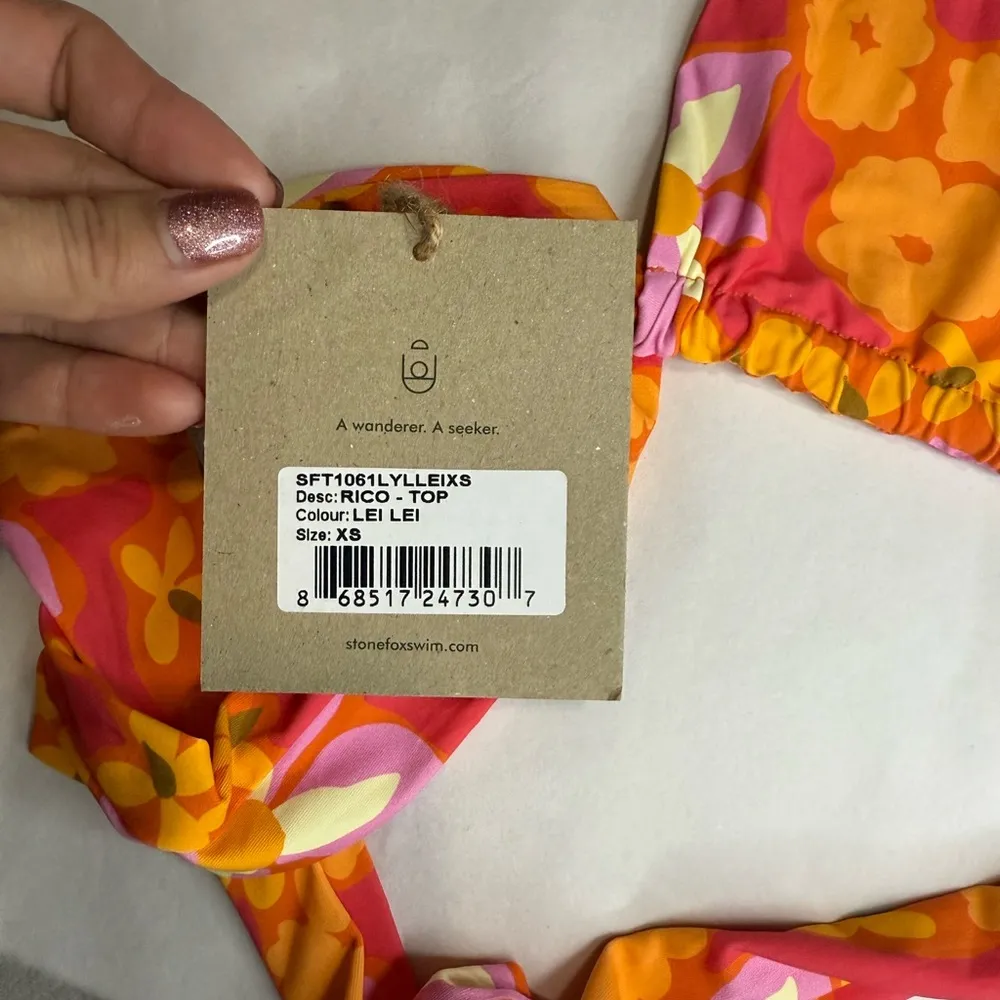 A wanderer. A seeker.
SFT1061LYLLEIXS
Desc: RICO - TOP
Colour: LEI LEI
Size: XS
8 68517 24730 7
stonefoxswim.com